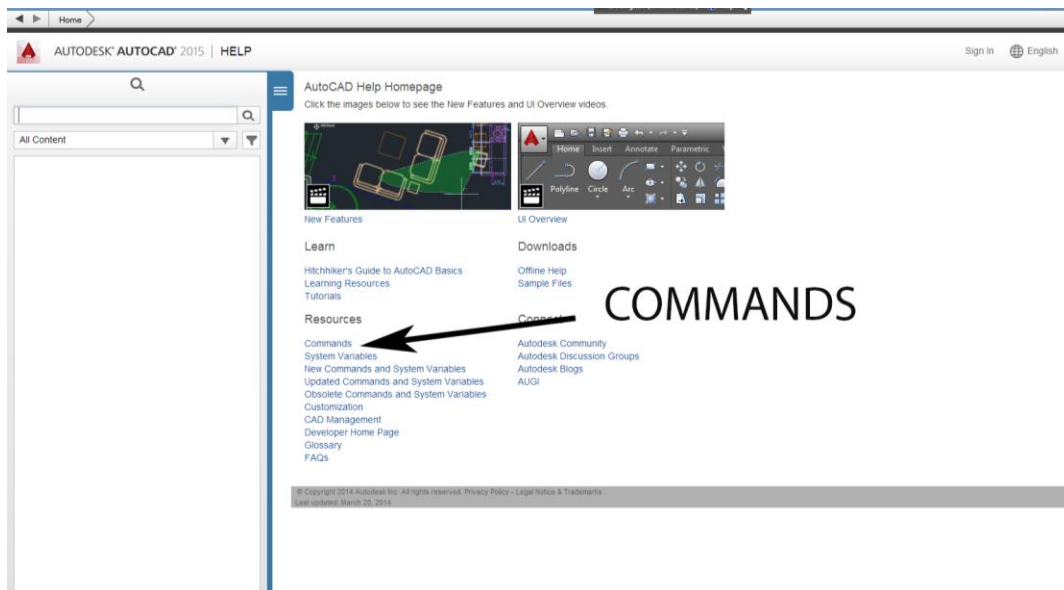 Home
AUTODESK® AUTOCAD® 2015 | HELP
Sign In
English
AutoCAD Help Homepage
Click the images below to see the New Features and UI Overview videos.
All Content
Home Insert Annotate Parametric
Polyline Circle Arc
New Features
UI Overview
Learn
Downloads
Hitchhiker's Guide to AutoCAD Basics
Learning Resources
Tutorials
Offline Help
Sample Files
COMMANDS
Resources
Commands
System Variables
New Commands and System Variables
Updated Commands and System Variables
Obsolete Commands and System Variables
Customization
CAD Management
Developer Home Page
Glossary
FAQs
Autodesk Community
Autodesk Discussion Groups
Autodesk Blogs
AUGI
© Copyright 2014 Autodesk Inc. All rights reserved. Privacy Policy - Legal Notice & Trademarks
Last updated: March 20, 2014